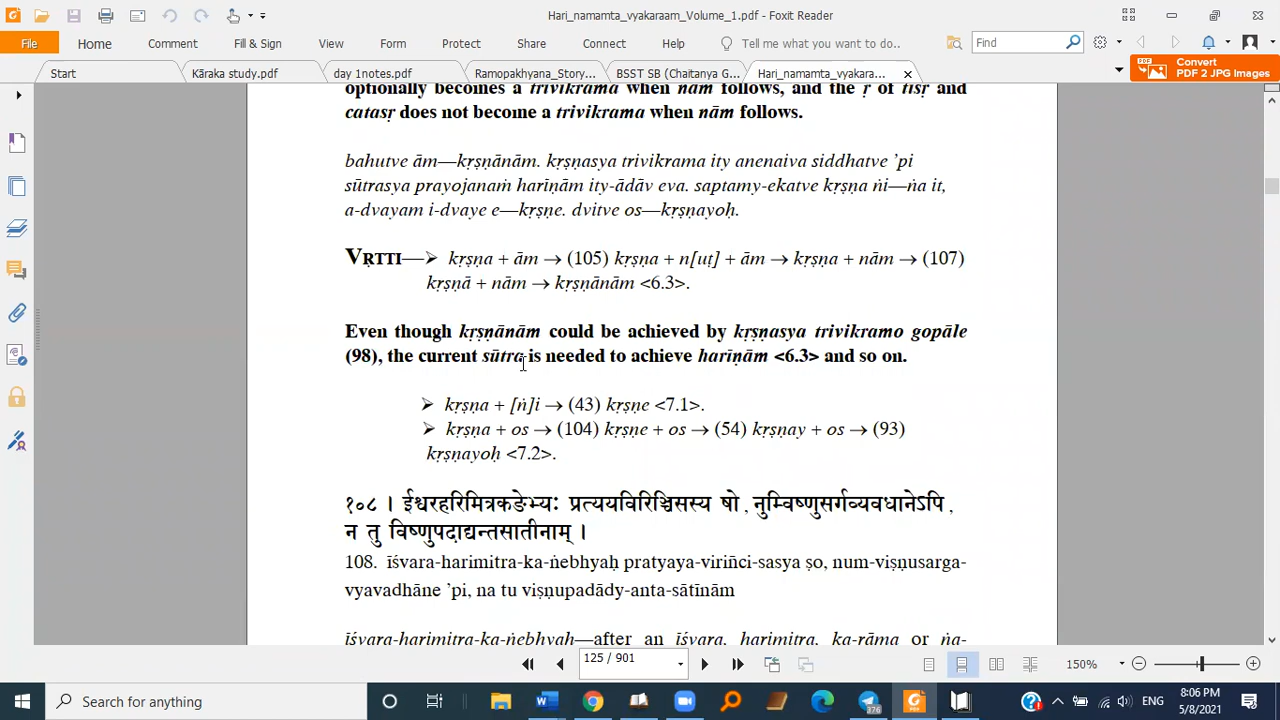 Hari_namamta_vyakaraam_Volume_1.pdf - Foxit Reader
File Home Comment Fill & Sign View Form Protect Share Connect Help Tell me what you want to do.. Find
Start Kāraka study.pdf day 1notes.pdf Ramopakhyana_Story... BSST SB (Chaitanya G... Hari_namamta_vyakara... Convert
PDF 2 JPG Images
optionally becomes a trivikrama when nām follows, and the ṛ of tisṛ and
catasṛ does not become a trivikrama when nām follows.
bahutve ām—kṛṣṇānām. kṛṣṇasya trivikrama ity anenaiva siddhatve ’pi
sūtrasya prayojanaṁ harīṇām ity-ādāv eva. saptamy-ekatve kṛṣṇa ṅi—ṅa it,
a-dvayam i-dvaye e—kṛṣṇe. dvitve os—kṛṣṇayoḥ.
VṚTTI—➢ kṛṣṇa + ām → (105) kṛṣṇa + n[uṭ] + ām → kṛṣṇa + nām → (107)
kṛṣṇā + nām → kṛṣṇānām <6.3>.
Even though kṛṣṇānām could be achieved by kṛṣṇasya trivikramo gopāle
(98), the current sūtra is needed to achieve harīṇām <6.3> and so on.
➢ kṛṣṇa + [ṅ]i → (43) kṛṣṇe <7.1>.
➢ kṛṣṇa + os → (104) kṛṣṇe + os → (54) kṛṣṇay + os → (93)
kṛṣṇayoḥ <7.2>.
१०८ । ईश्वरहरिमित्रकङेभ्यः प्रत्ययविरिञ्चिसस्य षो , नुम्विष्णुसर्गव्यवधानेऽपि ,
न तु विष्णुपदाद्यन्तसातीनाम् ।
108. īśvara-harimitra-ka-ṅebhyaḥ pratyaya-viriñci-sasya ṣo, num-viṣṇusarga-
vyavadhāne ’pi, na tu viṣṇupadādy-anta-sātīnām
īśvara-harimitra-ka-ṅebhyaḥ—after an īśvara, harimitra, ka-rāma or ṅa-
125 / 901 150%
Search for anything 376 ENG 8:06 PM
5/8/2021